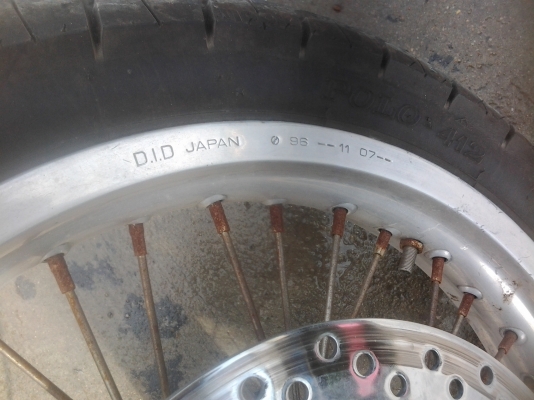 D.I.D JAPAN Ø 96 -- 11 07--